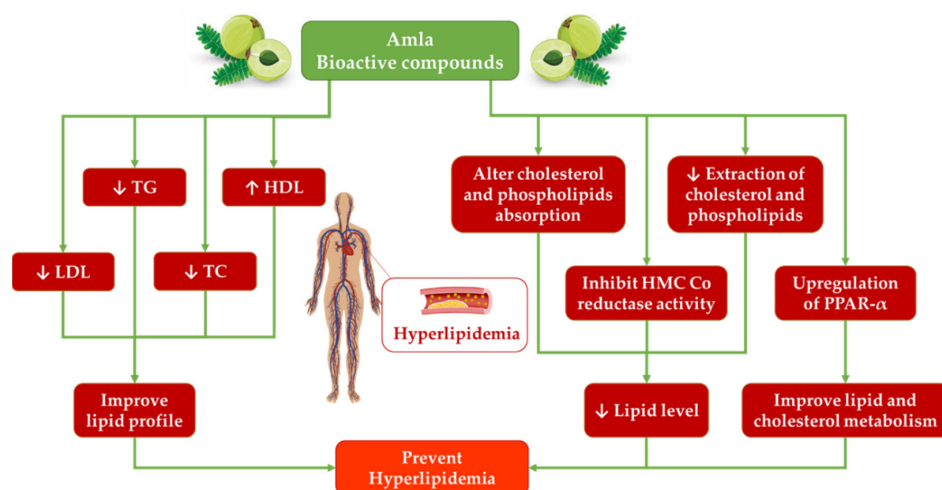 Amla
Bioactive compounds
↓ TG
↑ HDL
Alter cholesterol
and phospholipids
absorption
↓ Extraction of
cholesterol and
phospholipids
↓ LDL
↓ TC
Inhibit HMC Co
reductase activity
Upregulation
of PPAR-α
Hyperlipidemia
Improve
lipid profile
↓ Lipid level
Improve lipid and
cholesterol metabolism
Prevent
Hyperlipidemia